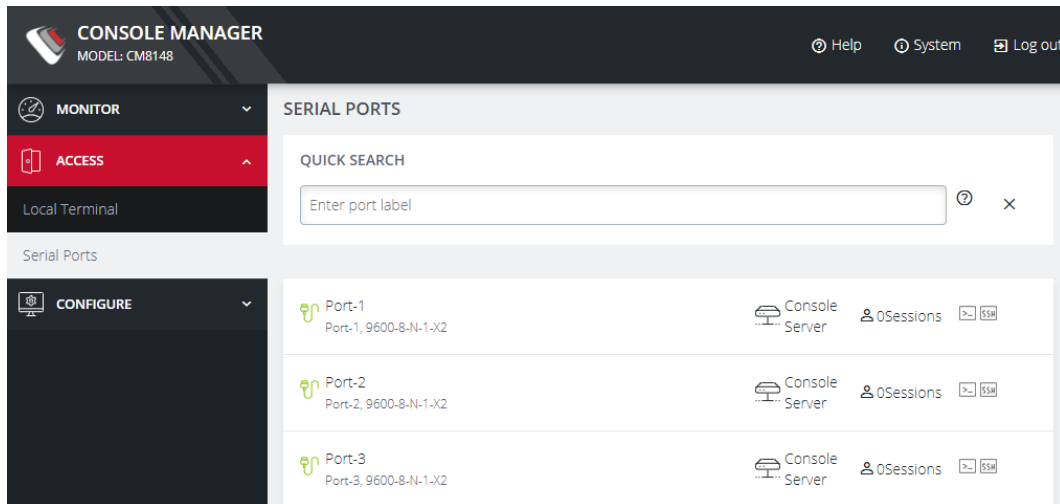 CONSOLE MANAGER
MODEL: CM8148
Help
System
Log out
MONITOR
ACCESS
Local Terminal
Serial Ports
CONFIGURE
SERIAL PORTS
QUICK SEARCH
Enter port label
Port-1
Port-1, 9600-8-N-1-X2
Console
Server
0Sessions
>_ SSH
Port-2
Port-2, 9600-8-N-1-X2
Console
Server
0Sessions
>_ SSH
Port-3
Port-3, 9600-8-N-1-X2
Console
Server
0Sessions
>_ SSH